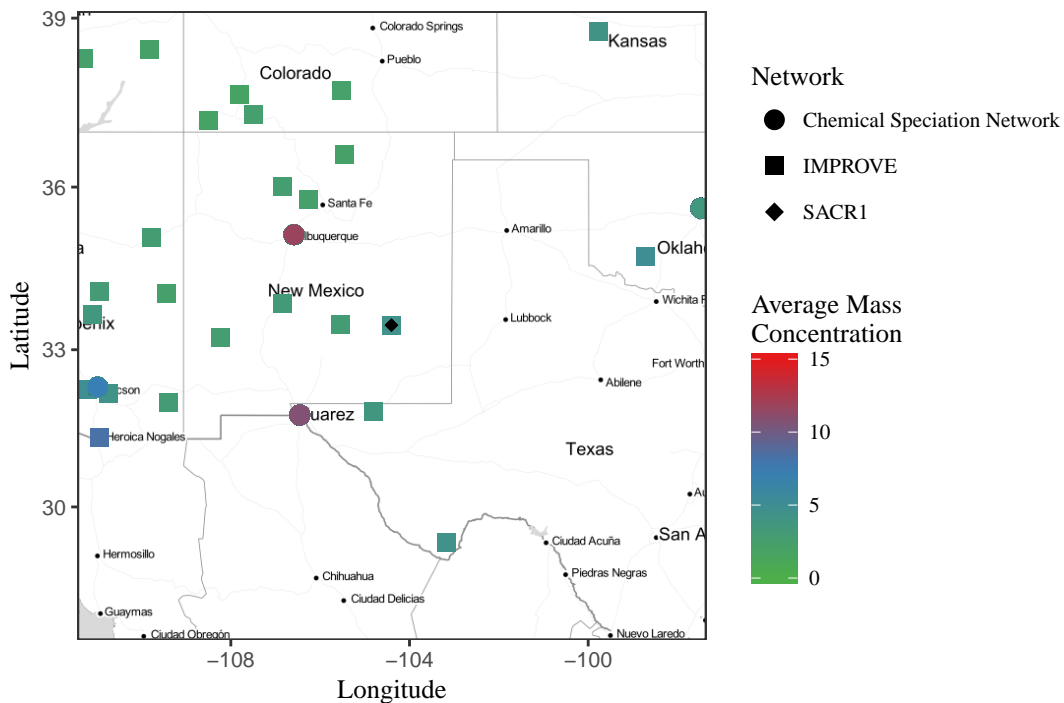 39
36
33
30
Latitude
−108
−104
−100
Longitude
Colorado Springs
Pueblo
Colorado
Kansas
Santa Fe
lbuquerque
Amarillo
Oklah
New Mexico
Wichita F
enix
Lubbock
Fort Worth
Abilene
cson
uarez
Heroica Nogales
Texas
Au
San A
Ciudad Acuña
Hermosillo
Chihuahua
Piedras Negras
Ciudad Delicias
Guaymas
Ciudad Obregón
Nuevo Laredo
Network
Chemical Speciation Network
IMPROVE
SACR1
Average Mass
Concentration
15
10
5
0